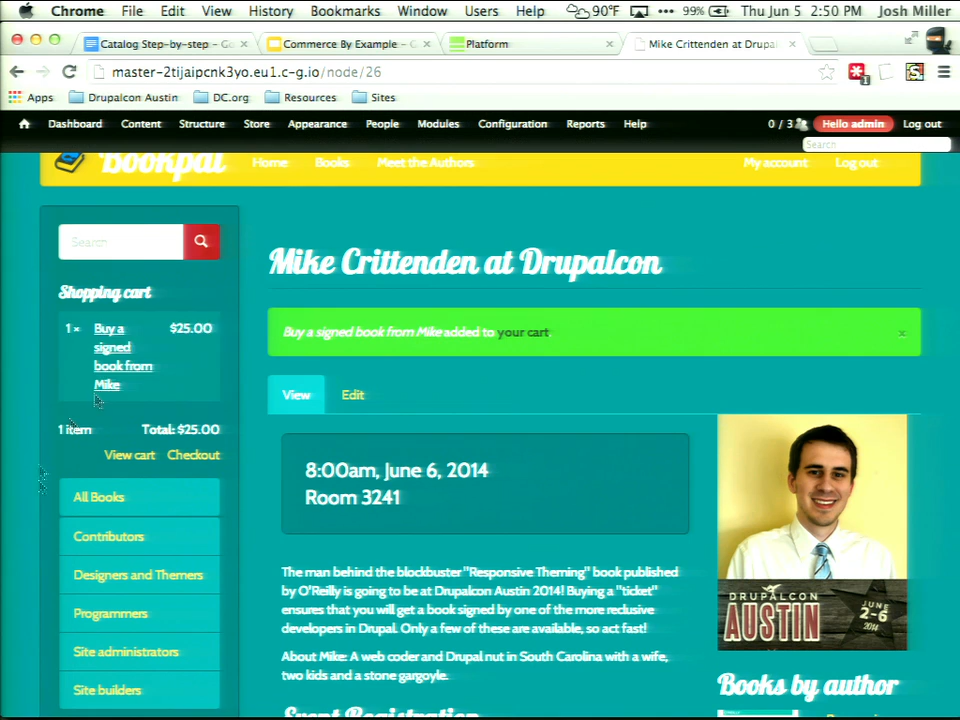 Chrome File Edit View History Bookmarks Window Users Help 90°F 99% Thu Jun 5 2:50 PM Josh Miller
Catalog Step-by-step - Go
Commerce By Example - G
Platform
Mike Crittenden at Drupal
master-2tijaipcnk3yo.eu1.c-g.io/node/26
1
Apps Drupalcon Austin DC.org Resources Sites
Dashboard Content Structure Store Appearance People Modules Configuration Reports Help 0 / 3 Hello admin Log out
Search
Bookpal Home Books Meet the Authors My account Log out
Search
Shopping cart
1 × Buy a $25.00
signed
book from
Mike
1 item Total: $25.00
View cart Checkout
All Books
Contributors
Designers and Themers
Programmers
Site administrators
Site builders
Mike Crittenden at Drupalcon
Buy a signed book from Mike added to your cart. ×
View Edit
8:00am, June 6, 2014
Room 3241
The man behind the blockbuster "Responsive Theming" book published
by O'Reilly is going to be at Drupalcon Austin 2014! Buying a "ticket"
ensures that you will get a book signed by one of the more reclusive
developers in Drupal. Only a few of these are available, so act fast!
About Mike: A web coder and Drupal nut in South Carolina with a wife,
two kids and a stone gargoyle.
Event Registration
DRUPALCON
AUSTIN
JUNE
2-6
2014
Books by author